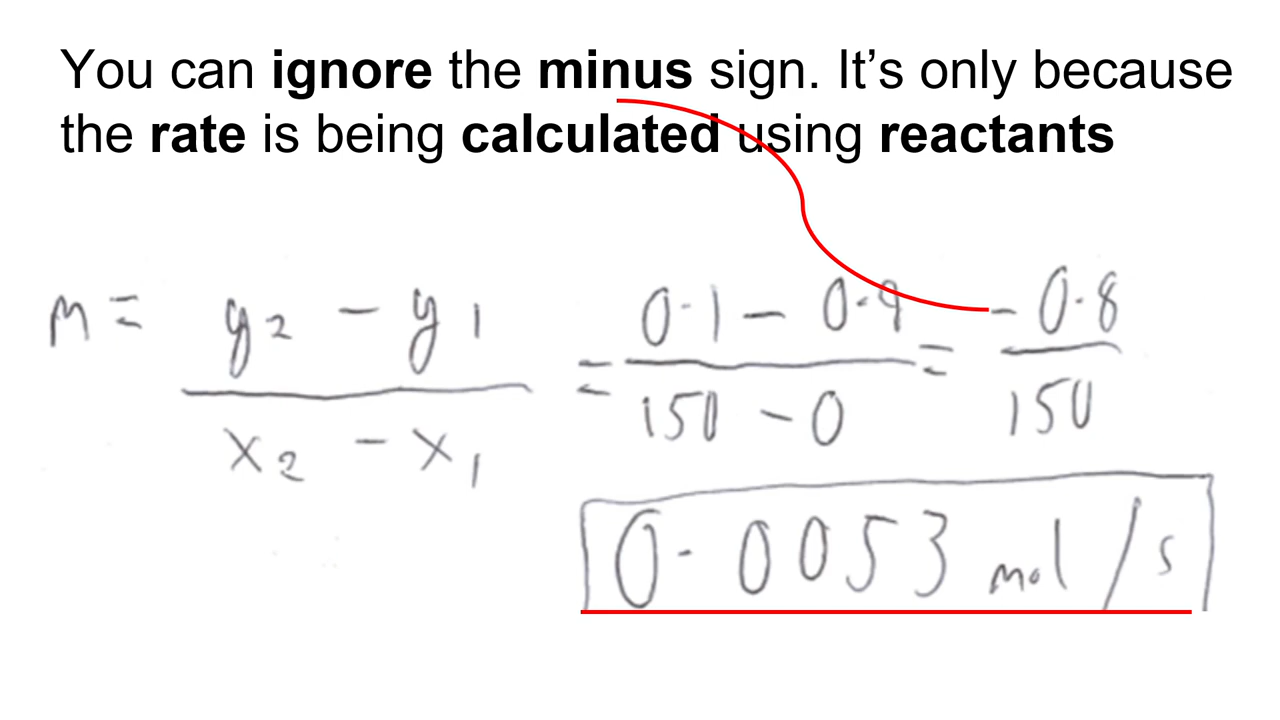 You can ignore the minus sign. It’s only because
the rate is being calculated using reactants
m = y2 - y1 / x2 - x1 = 0.1 - 0.9 / 150 - 0 = - 0.8 / 150
0.0053 mol/s